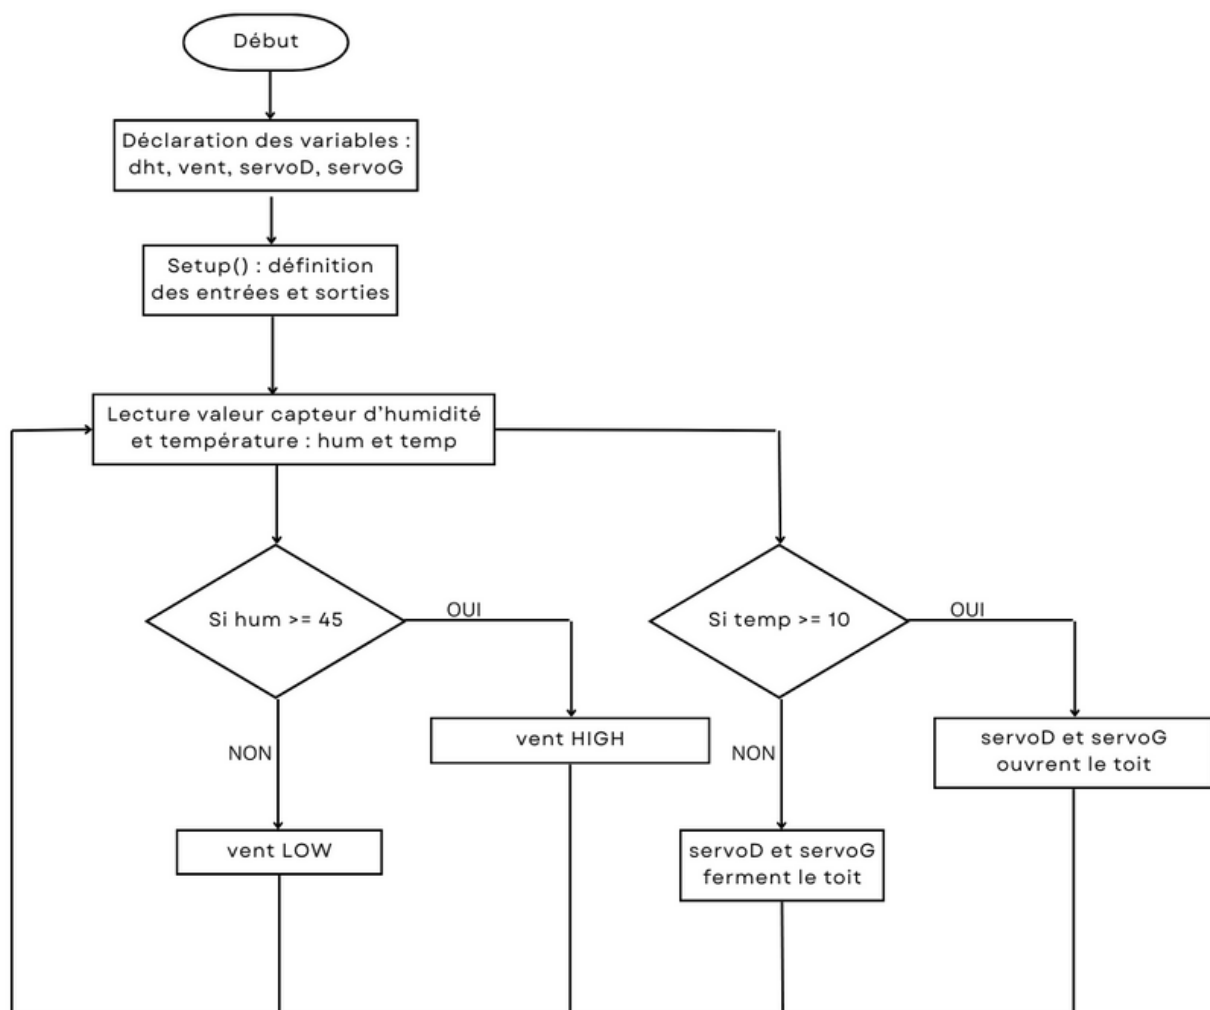 Début
Déclaration des variables :
dht, vent, servoD, servoG
Setup() : définition
des entrées et sorties
Lecture valeur capteur d’humidité
et température : hum et temp
Si hum >= 45
OUI
Si temp >= 10
OUI
vent HIGH
servoD et servoG
ouvrent le toit
NON
NON
vent LOW
servoD et servoG
ferment le toit